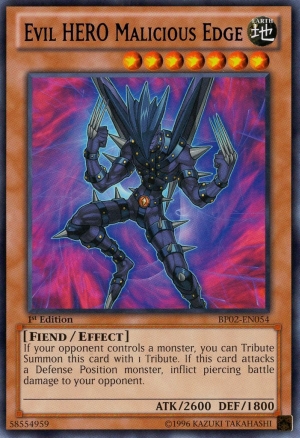 Evil HERO Malicious Edge
EARTH
地
1st Edition
BP02-EN054
[FIEND / EFFECT]
If your opponent controls a monster, you can Tribute
Summon this card with 1 Tribute. If this card attacks
a Defense Position monster, inflict piercing battle
damage to your opponent.
ATK/2600 DEF/1800
58554959
©1996 KAZUKI TAKAHASHI